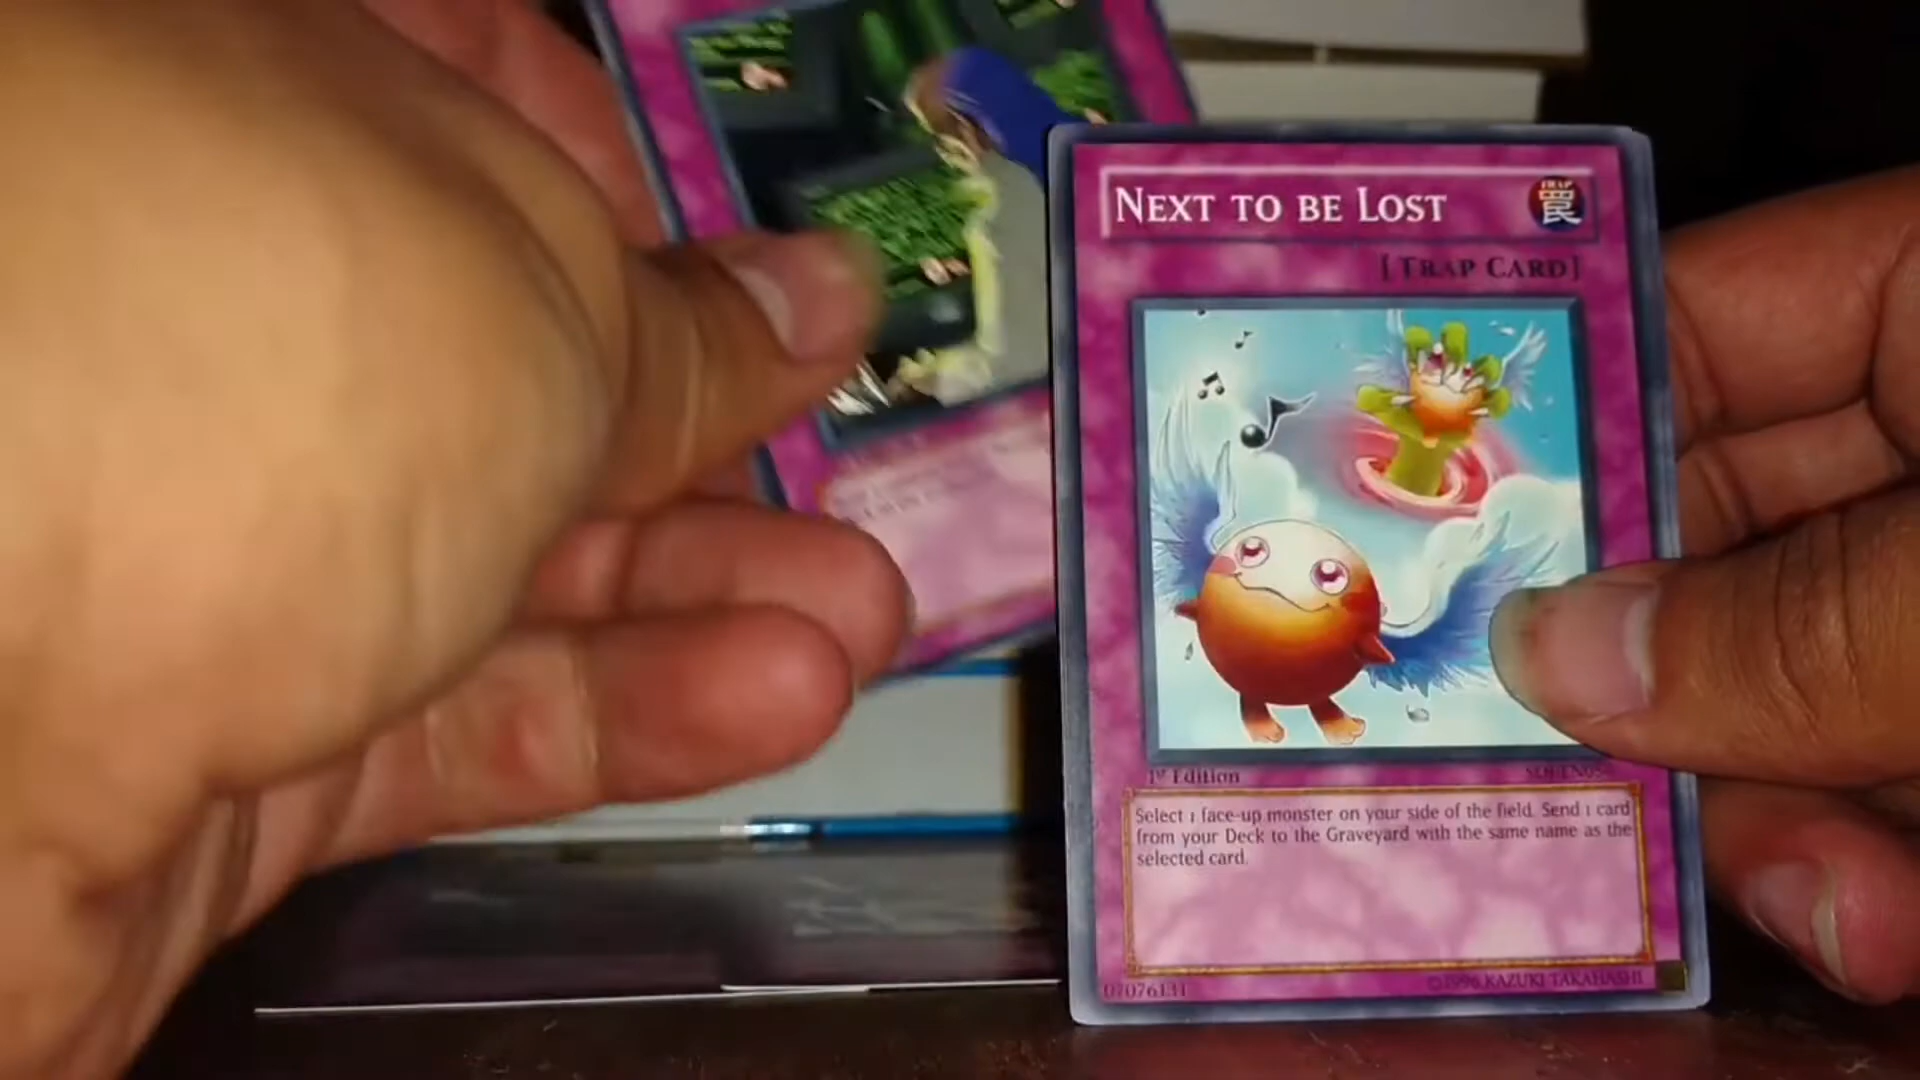 NEXT TO BE LOST
TRAP
罠
[TRAP CARD]
1st Edition
Select 1 face-up monster on your side of the field. Send 1 card
from your Deck to the Graveyard with the same name as the
selected card.
07076131
©1996 KAZUKI TAKAHASHI